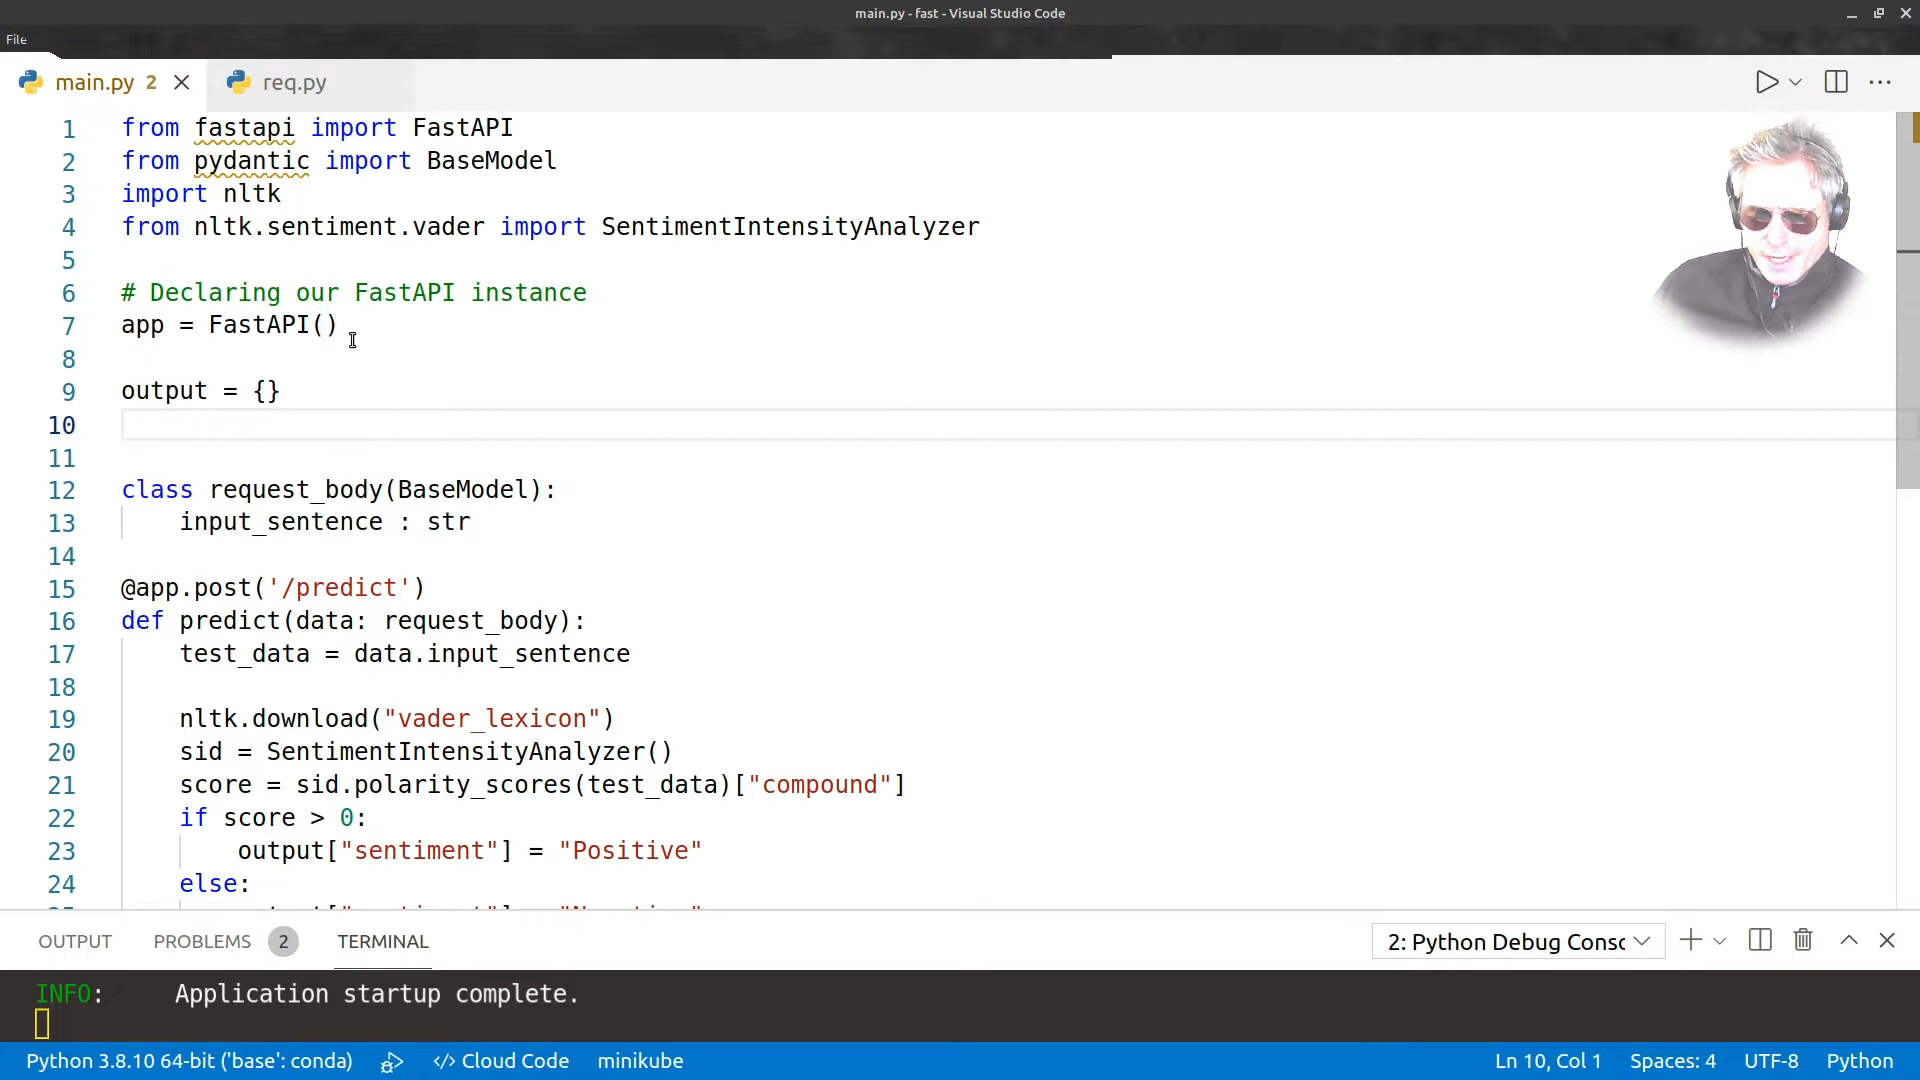 main.py - fast - Visual Studio Code
File
main.py 2
req.py
1 from fastapi import FastAPI
2 from pydantic import BaseModel
3 import nltk
4 from nltk.sentiment.vader import SentimentIntensityAnalyzer
5
6 # Declaring our FastAPI instance
7 app = FastAPI()
8
9 output = {}
10
11
12 class request_body(BaseModel):
13 input_sentence : str
14
15 @app.post('/predict')
16 def predict(data: request_body):
17 test_data = data.input_sentence
18
19 nltk.download("vader_lexicon")
20 sid = SentimentIntensityAnalyzer()
21 score = sid.polarity_scores(test_data)["compound"]
22 if score > 0:
23 output["sentiment"] = "Positive"
24 else:
OUTPUT PROBLEMS 2 TERMINAL
2: Python Debug Consc
INFO: Application startup complete.
Python 3.8.10 64-bit ('base': conda) </> Cloud Code minikube Ln 10, Col 1 Spaces: 4 UTF-8 Python